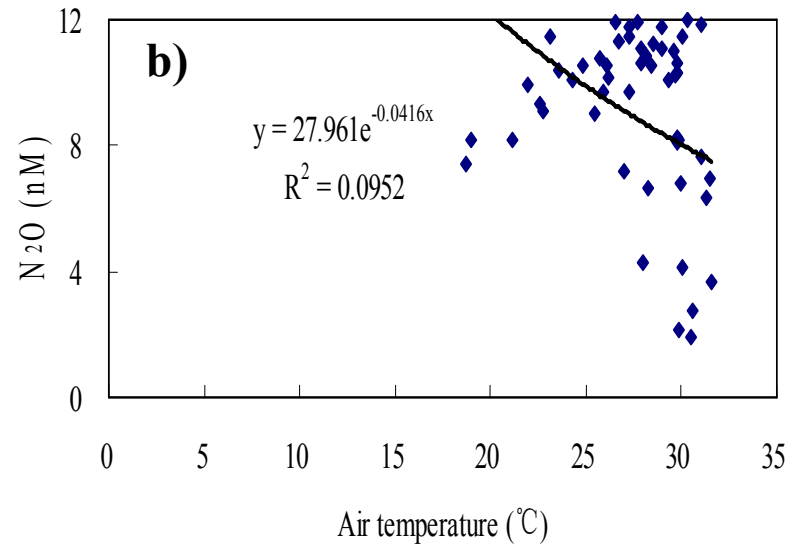 b)
y = 27.961e^-0.0416x
R^2 = 0.0952
N₂O (nM)
12
8
4
0
0 5 10 15 20 25 30 35
Air temperature (℃)